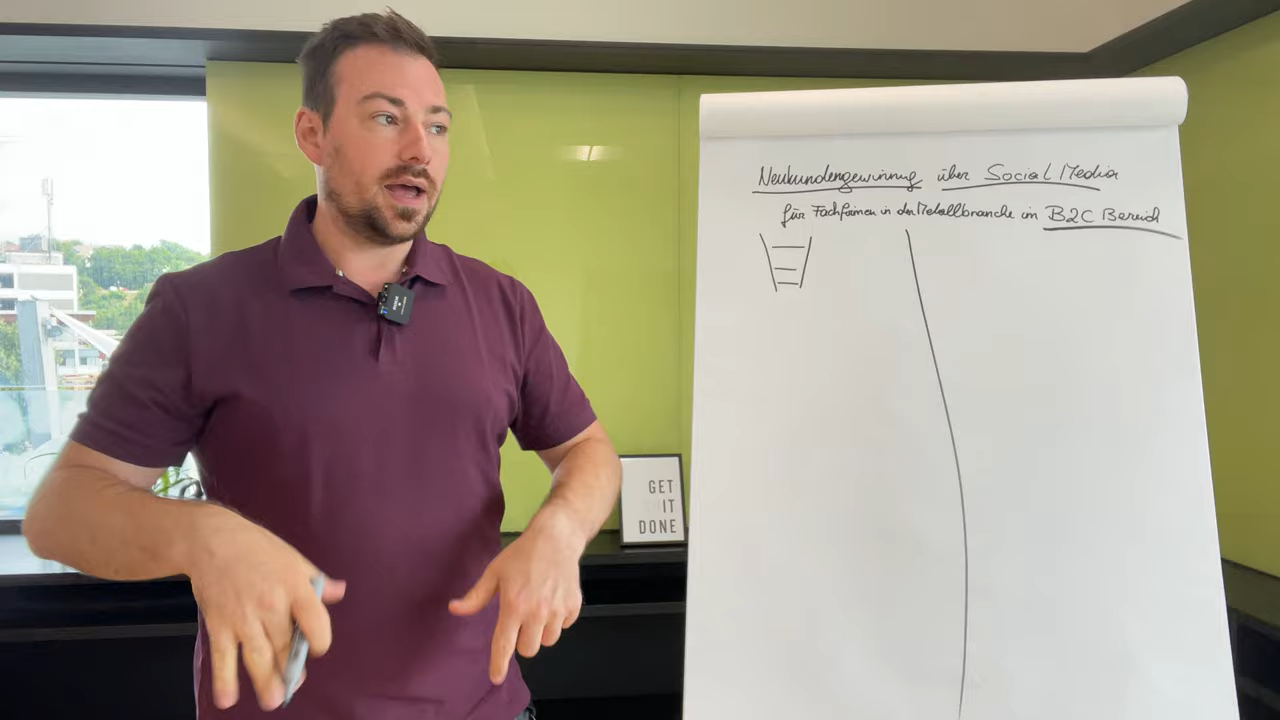 Neukundengewinnung über Social Media
für Fachfirmen in der Metallbranche im B2C Bereich
GET
IT
DONE